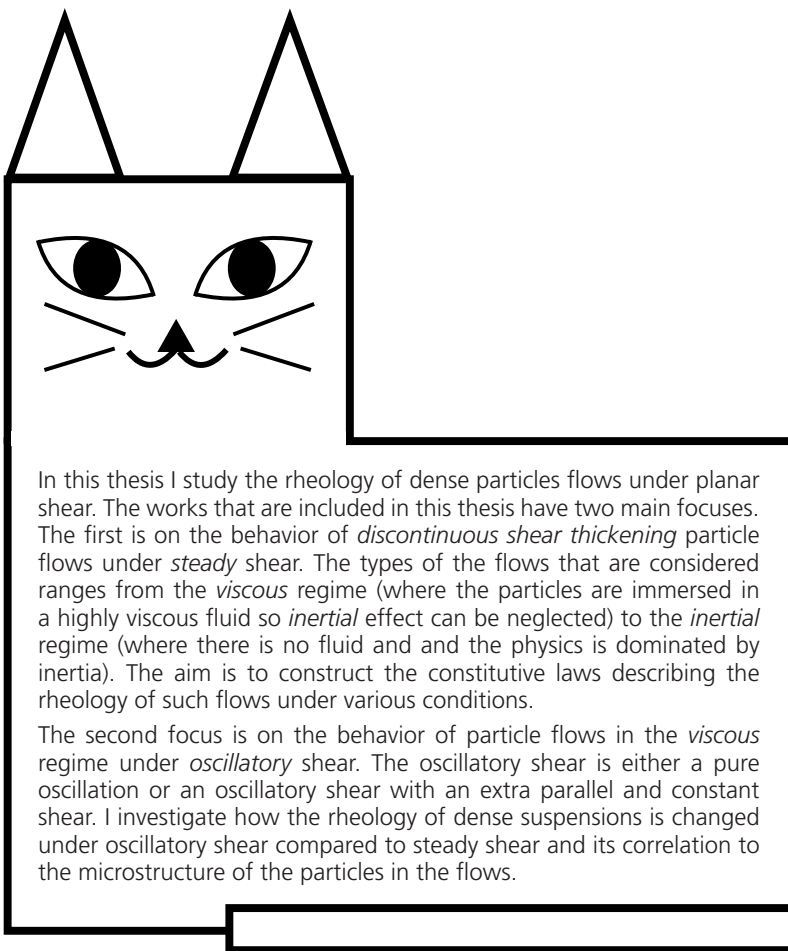 In this thesis I study the rheology of dense particles flows under planar
shear. The works that are included in this thesis have two main focuses.
The first is on the behavior of discontinuous shear thickening particle
flows under steady shear. The types of the flows that are considered
ranges from the viscous regime (where the particles are immersed in
a highly viscous fluid so inertial effect can be neglected) to the inertial
regime (where there is no fluid and and the physics is dominated by
inertia). The aim is to construct the constitutive laws describing the
rheology of such flows under various conditions.
The second focus is on the behavior of particle flows in the viscous
regime under oscillatory shear. The oscillatory shear is either a pure
oscillation or an oscillatory shear with an extra parallel and constant
shear. I investigate how the rheology of dense suspensions is changed
under oscillatory shear compared to steady shear and its correlation to
the microstructure of the particles in the flows.